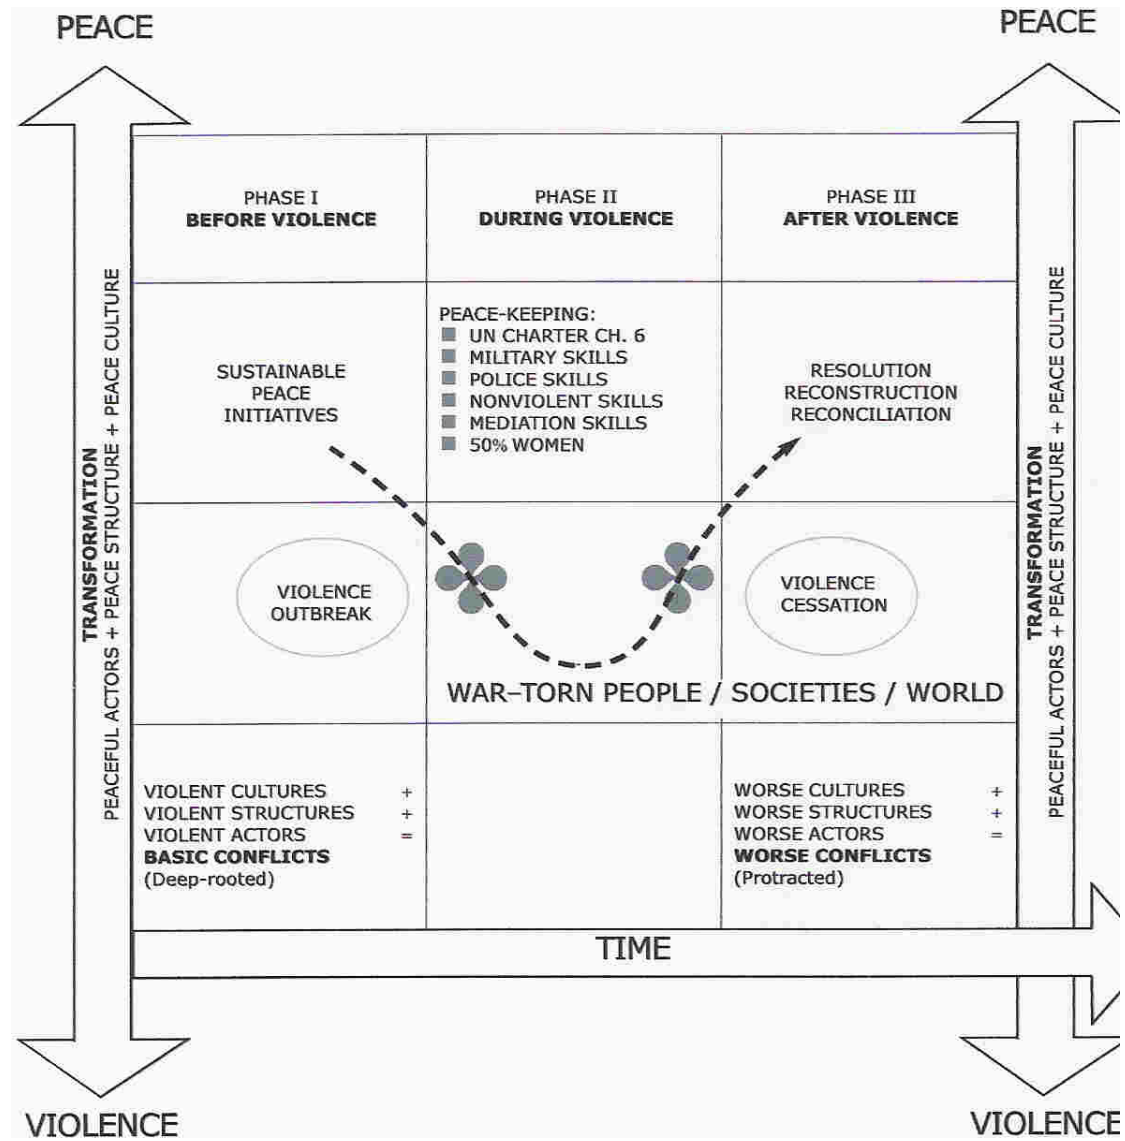 PEACE
PEACE
PHASE I
BEFORE VIOLENCE
PHASE II
DURING VIOLENCE
PHASE III
AFTER VIOLENCE
TRANSFORMATION
PEACEFUL ACTORS + PEACE STRUCTURE + PEACE CULTURE
SUSTAINABLE
PEACE
INITIATIVES
PEACE-KEEPING:
UN CHARTER CH. 6
MILITARY SKILLS
POLICE SKILLS
NONVIOLENT SKILLS
MEDIATION SKILLS
50% WOMEN
RESOLUTION
RECONSTRUCTION
RECONCILIATION
TRANSFORMATION
PEACEFUL ACTORS + PEACE STRUCTURE + PEACE CULTURE
VIOLENCE
OUTBREAK
VIOLENCE
CESSATION
WAR–TORN PEOPLE / SOCIETIES / WORLD
VIOLENT CULTURES +
VIOLENT STRUCTURES +
VIOLENT ACTORS =
BASIC CONFLICTS
(Deep-rooted)
WORSE CULTURES +
WORSE STRUCTURES +
WORSE ACTORS =
WORSE CONFLICTS
(Protracted)
TIME
VIOLENCE
VIOLENCE